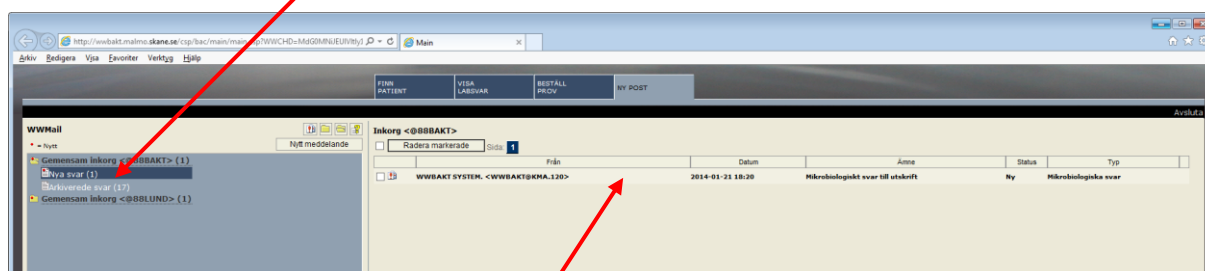 http://wwbakt.malmo.skane.se/csp/bac/main/main
Main
Arkiv Redigera Visa Favoriter Verktyg Hjälp
FINN PATIENT
VISA LABSVAR
BESTÄLL PROV
NY POST
Avsluta
WWMail
* = Nytt
Nytt meddelande
Gemensam inkorg <@88BAKT> (1)
Nya svar (1)
Arkiverade svar (17)
Gemensam inkorg <@88LUND> (1)
Inkorg <@88BAKT>
Radera markerade Sida: 1
Från Datum Ämne Status Typ
WWBAKT SYSTEM. <WWBAKT@KMA.120> 2014-01-21 18:20 Mikrobiologiskt svar till utskrift Ny Mikrobiologiska svar